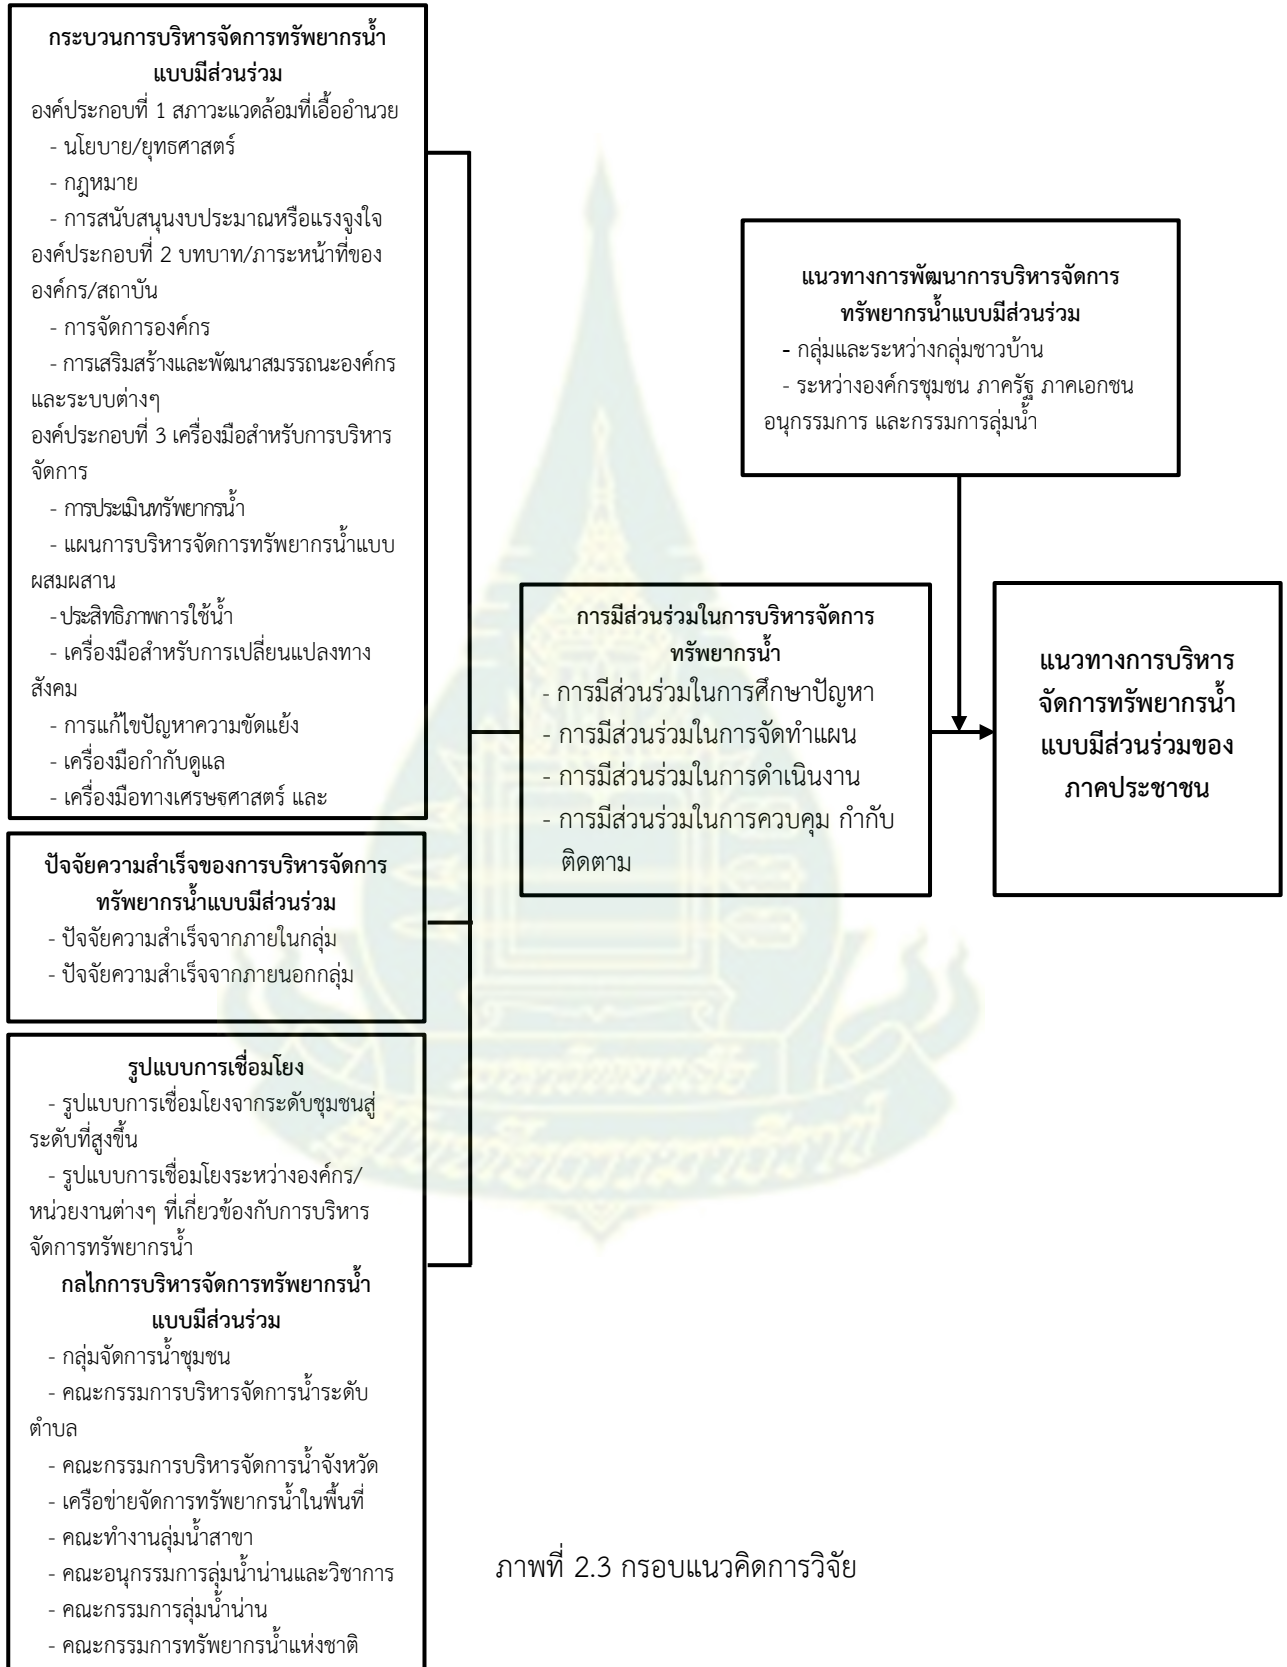 กระบวนการบริหารจัดการทรัพยากรน้ำ
แบบมีส่วนร่วม
องค์ประกอบที่ 1 สภาวะแวดล้อมที่เอื้ออำนวย
- นโยบาย/ยุทธศาสตร์
- กฎหมาย
- การสนับสนุนงบประมาณหรือแรงจูงใจ
องค์ประกอบที่ 2 บทบาท/ภาระหน้าที่ของ
องค์กร/สถาบัน
- การจัดการองค์กร
- การเสริมสร้างและพัฒนาสมรรถนะองค์กร
และระบบต่างๆ
องค์ประกอบที่ 3 เครื่องมือสำหรับการบริหาร
จัดการ
- การประเมินทรัพยากรน้ำ
- แผนการบริหารจัดการทรัพยากรน้ำแบบ
ผสมผสาน
- ประสิทธิภาพการใช้น้ำ
- เครื่องมือสำหรับการเปลี่ยนแปลงทาง
สังคม
- การแก้ไขปัญหาความขัดแย้ง
- เครื่องมือกำกับดูแล
- เครื่องมือทางเศรษฐศาสตร์ และ
ปัจจัยความสำเร็จของการบริหารจัดการ
ทรัพยากรน้ำแบบมีส่วนร่วม
- ปัจจัยความสำเร็จจากภายในกลุ่ม
- ปัจจัยความสำเร็จจากภายนอกกลุ่ม
รูปแบบการเชื่อมโยง
- รูปแบบการเชื่อมโยงจากระดับชุมชนสู่
ระดับที่สูงขึ้น
- รูปแบบการเชื่อมโยงระหว่างองค์กร/
หน่วยงานต่างๆ ที่เกี่ยวข้องกับการบริหาร
จัดการทรัพยากรน้ำ
กลไกการบริหารจัดการทรัพยากรน้ำ
แบบมีส่วนร่วม
- กลุ่มจัดการน้ำชุมชน
- คณะกรรมการบริหารจัดการน้ำระดับ
ตำบล
- คณะกรรมการบริหารจัดการน้ำจังหวัด
- เครือข่ายจัดการทรัพยากรน้ำในพื้นที่
- คณะทำงานลุ่มน้ำสาขา
- คณะอนุกรรมการลุ่มน้ำน่านและวิชาการ
- คณะกรรมการลุ่มน้ำน่าน
- คณะกรรมการทรัพยากรน้ำแห่งชาติ
การมีส่วนร่วมในการบริหารจัดการ
ทรัพยากรน้ำ
- การมีส่วนร่วมในการศึกษาปัญหา
- การมีส่วนร่วมในการจัดทำแผน
- การมีส่วนร่วมในการดำเนินงาน
- การมีส่วนร่วมในการควบคุม กำกับ
ติดตาม
แนวทางการพัฒนาการบริหารจัดการ
ทรัพยากรน้ำแบบมีส่วนร่วม
- กลุ่มและระหว่างกลุ่มชาวบ้าน
- ระหว่างองค์กรชุมชน ภาครัฐ ภาคเอกชน
อนุกรรมการ และกรรมการลุ่มน้ำ
แนวทางการบริหาร
จัดการทรัพยากรน้ำ
แบบมีส่วนร่วมของ
ภาคประชาชน
มหาวิทยาลัย
สุโขทัยธรรมาธิราช
ภาพที่ 2.3 กรอบแนวคิดการวิจัย